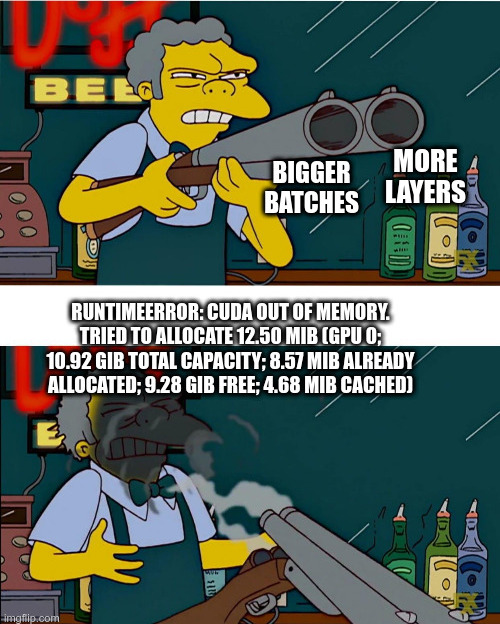 Duff
BEE
BIGGER
BATCHES
MORE
LAYERS
RUNTIMEERROR: CUDA OUT OF MEMORY.
TRIED TO ALLOCATE 12.50 MIB (GPU 0;
10.92 GIB TOTAL CAPACITY; 8.57 MIB ALREADY
ALLOCATED; 9.28 GIB FREE; 4.68 MIB CACHED)
E
imgflip.com